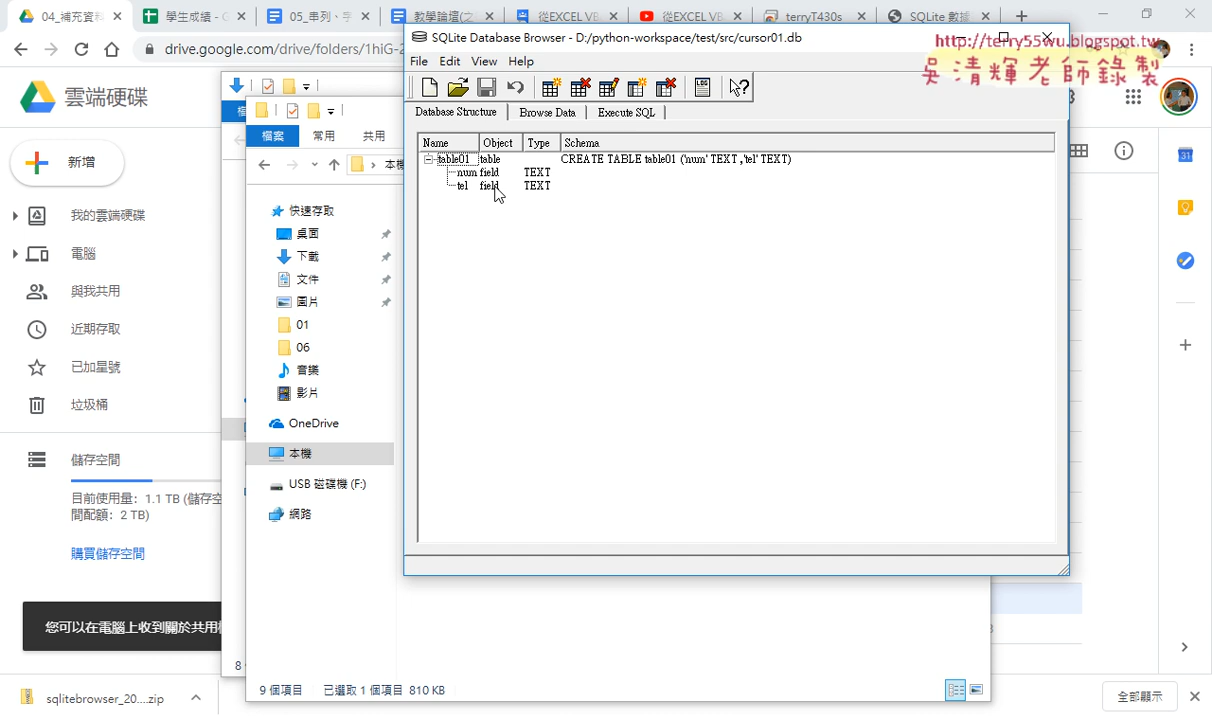 04_補充資料
學生成績 - G
05_串列、字
教學論壇(之
從EXCEL VB
從EXCEL VB
terryT430s
SQLite 數據
drive.google.com/drive/folders/1hiG-2
http://terry55wu.blogspot.tw
吳清輝老師錄製
雲端硬碟
新增
我的雲端硬碟
電腦
與我共用
近期存取
已加星號
垃圾桶
儲存空間
目前使用量：1.1 TB (儲存空
間配額：2 TB)
購買儲存空間
您可以在電腦上收到關於共用
檔案
常用
共用
本機
快速存取
桌面
下載
文件
圖片
01
06
音樂
影片
OneDrive
本機
USB 磁碟機 (F:)
網路
9 個項目 已選取 1 個項目 810 KB
SQLite Database Browser - D:/python-workspace/test/src/cursor01.db
File Edit View Help
Database Structure Browse Data Execute SQL
Name Object Type Schema
table01 table CREATE TABLE table01 ('num' TEXT ,'tel' TEXT)
num field TEXT
tel field TEXT
sqlitebrowser_20....zip
全部顯示